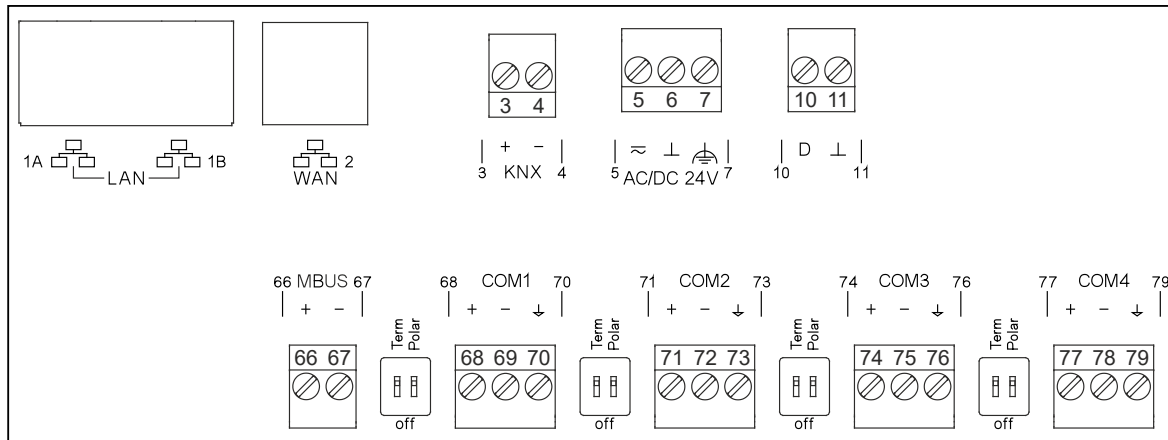 3 4
5 6 7
10 11
1A 1B
LAN
2
WAN
+ −
3 KNX 4
5 AC/DC 24V 7
D
10 11
66 MBUS 67
+ −
68 COM1 70
+ −
71 COM2 73
+ −
74 COM3 76
+ −
77 COM4 79
+ −
Term
Polar
Term
Polar
Term
Polar
Term
Polar
66 67
68 69 70
71 72 73
74 75 76
77 78 79
off
off
off
off